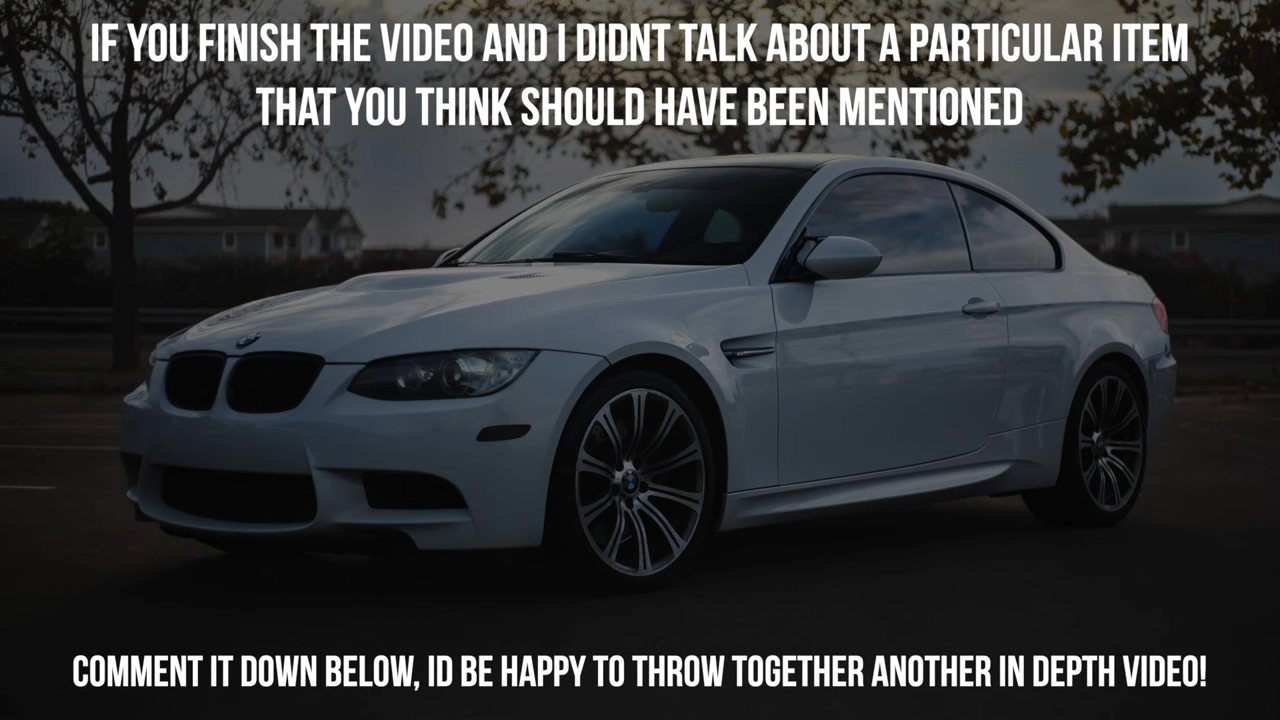 IF YOU FINISH THE VIDEO AND I DIDNT TALK ABOUT A PARTICULAR ITEM
THAT YOU THINK SHOULD HAVE BEEN MENTIONED
COMMENT IT DOWN BELOW, ID BE HAPPY TO THROW TOGETHER ANOTHER IN DEPTH VIDEO!